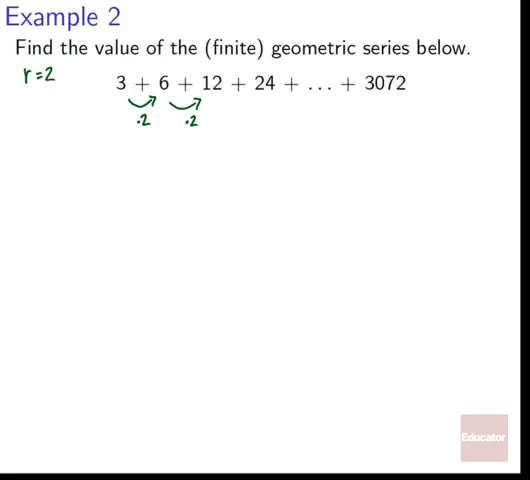 Example 2
Find the value of the (finite) geometric series below.
r=2
3 + 6 + 12 + 24 + ... + 3072
·2 ·2
Educator